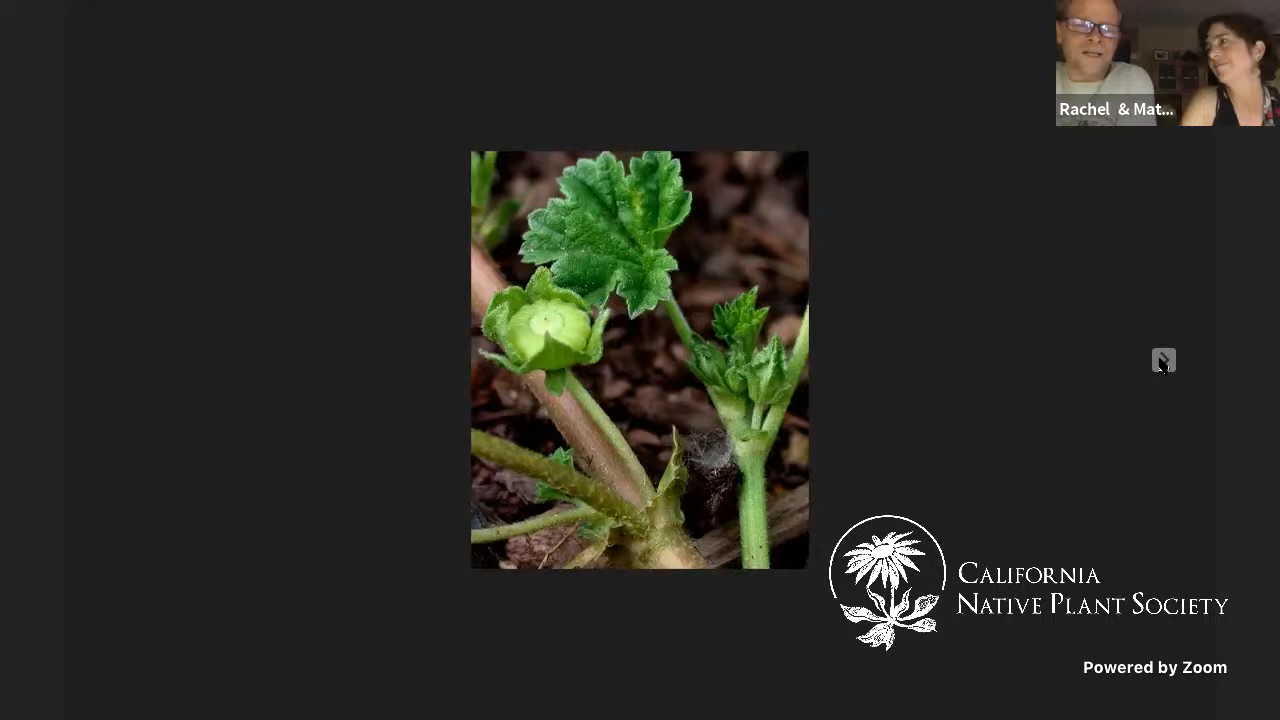 Rachel & Mat...
CALIFORNIA
NATIVE PLANT SOCIETY
Powered by Zoom